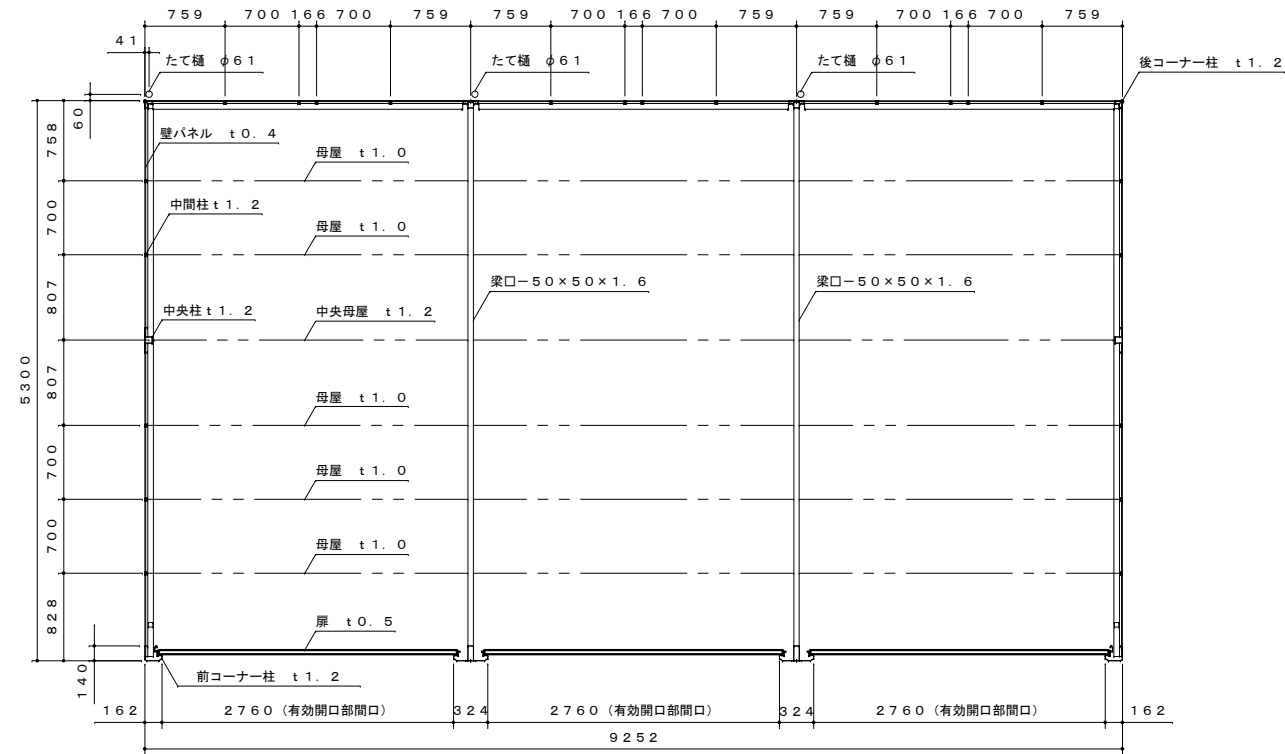 759 700 166 700 759 759 700 166 700 759 759 700 166 700 759
41
たて樋 φ61 たて樋 φ61 たて樋 φ61 後コーナー柱 t1.2
60
758
壁パネル t0.4
母屋 t1.0
700
中間柱t1.2
母屋 t1.0
807
梁口-50×50×1.6 梁口-50×50×1.6
中央柱t1.2 中央母屋 t1.2
5300
807
母屋 t1.0
700
母屋 t1.0
700
母屋 t1.0
828
扉 t0.5
140
前コーナー柱 t1.2
162 2760(有効開口部間口) 324 2760(有効開口部間口) 324 2760(有効開口部間口) 162
9252